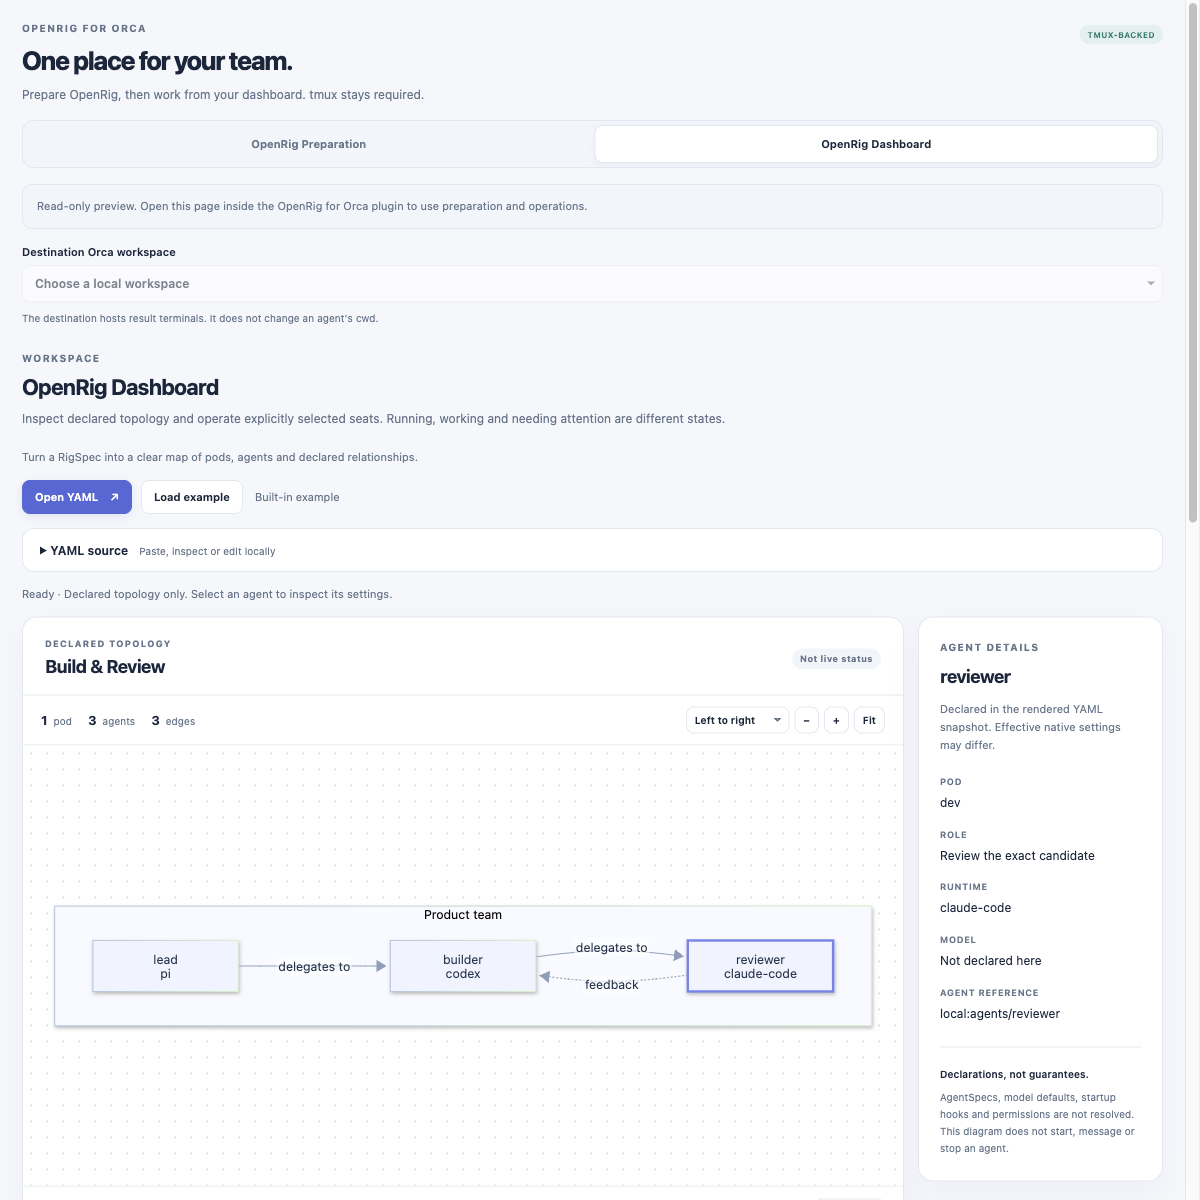 OPENRIG FOR ORCA
TMUX-BACKED
One place for your team.
Prepare OpenRig, then work from your dashboard. tmux stays required.
OpenRig Preparation
OpenRig Dashboard
Read-only preview. Open this page inside the OpenRig for Orca plugin to use preparation and operations.
Destination Orca workspace
Choose a local workspace
The destination hosts result terminals. It does not change an agent's cwd.
WORKSPACE
OpenRig Dashboard
Inspect declared topology and operate explicitly selected seats. Running, working and needing attention are different states.
Turn a RigSpec into a clear map of pods, agents and declared relationships.
Open YAML ↗
Load example
Built-in example
▶ YAML source Paste, inspect or edit locally
Ready · Declared topology only. Select an agent to inspect its settings.
DECLARED TOPOLOGY
Build & Review
Not live status
1 pod 3 agents 3 edges
Left to right
−
+
Fit
Product team
lead
pi
delegates to
builder
codex
delegates to
feedback
reviewer
claude-code
AGENT DETAILS
reviewer
Declared in the rendered YAML
snapshot. Effective native settings
may differ.
POD
dev
ROLE
Review the exact candidate
RUNTIME
claude-code
MODEL
Not declared here
AGENT REFERENCE
local:agents/reviewer
Declarations, not guarantees.
AgentSpecs, model defaults, startup
hooks and permissions are not resolved.
This diagram does not start, message or
stop an agent.